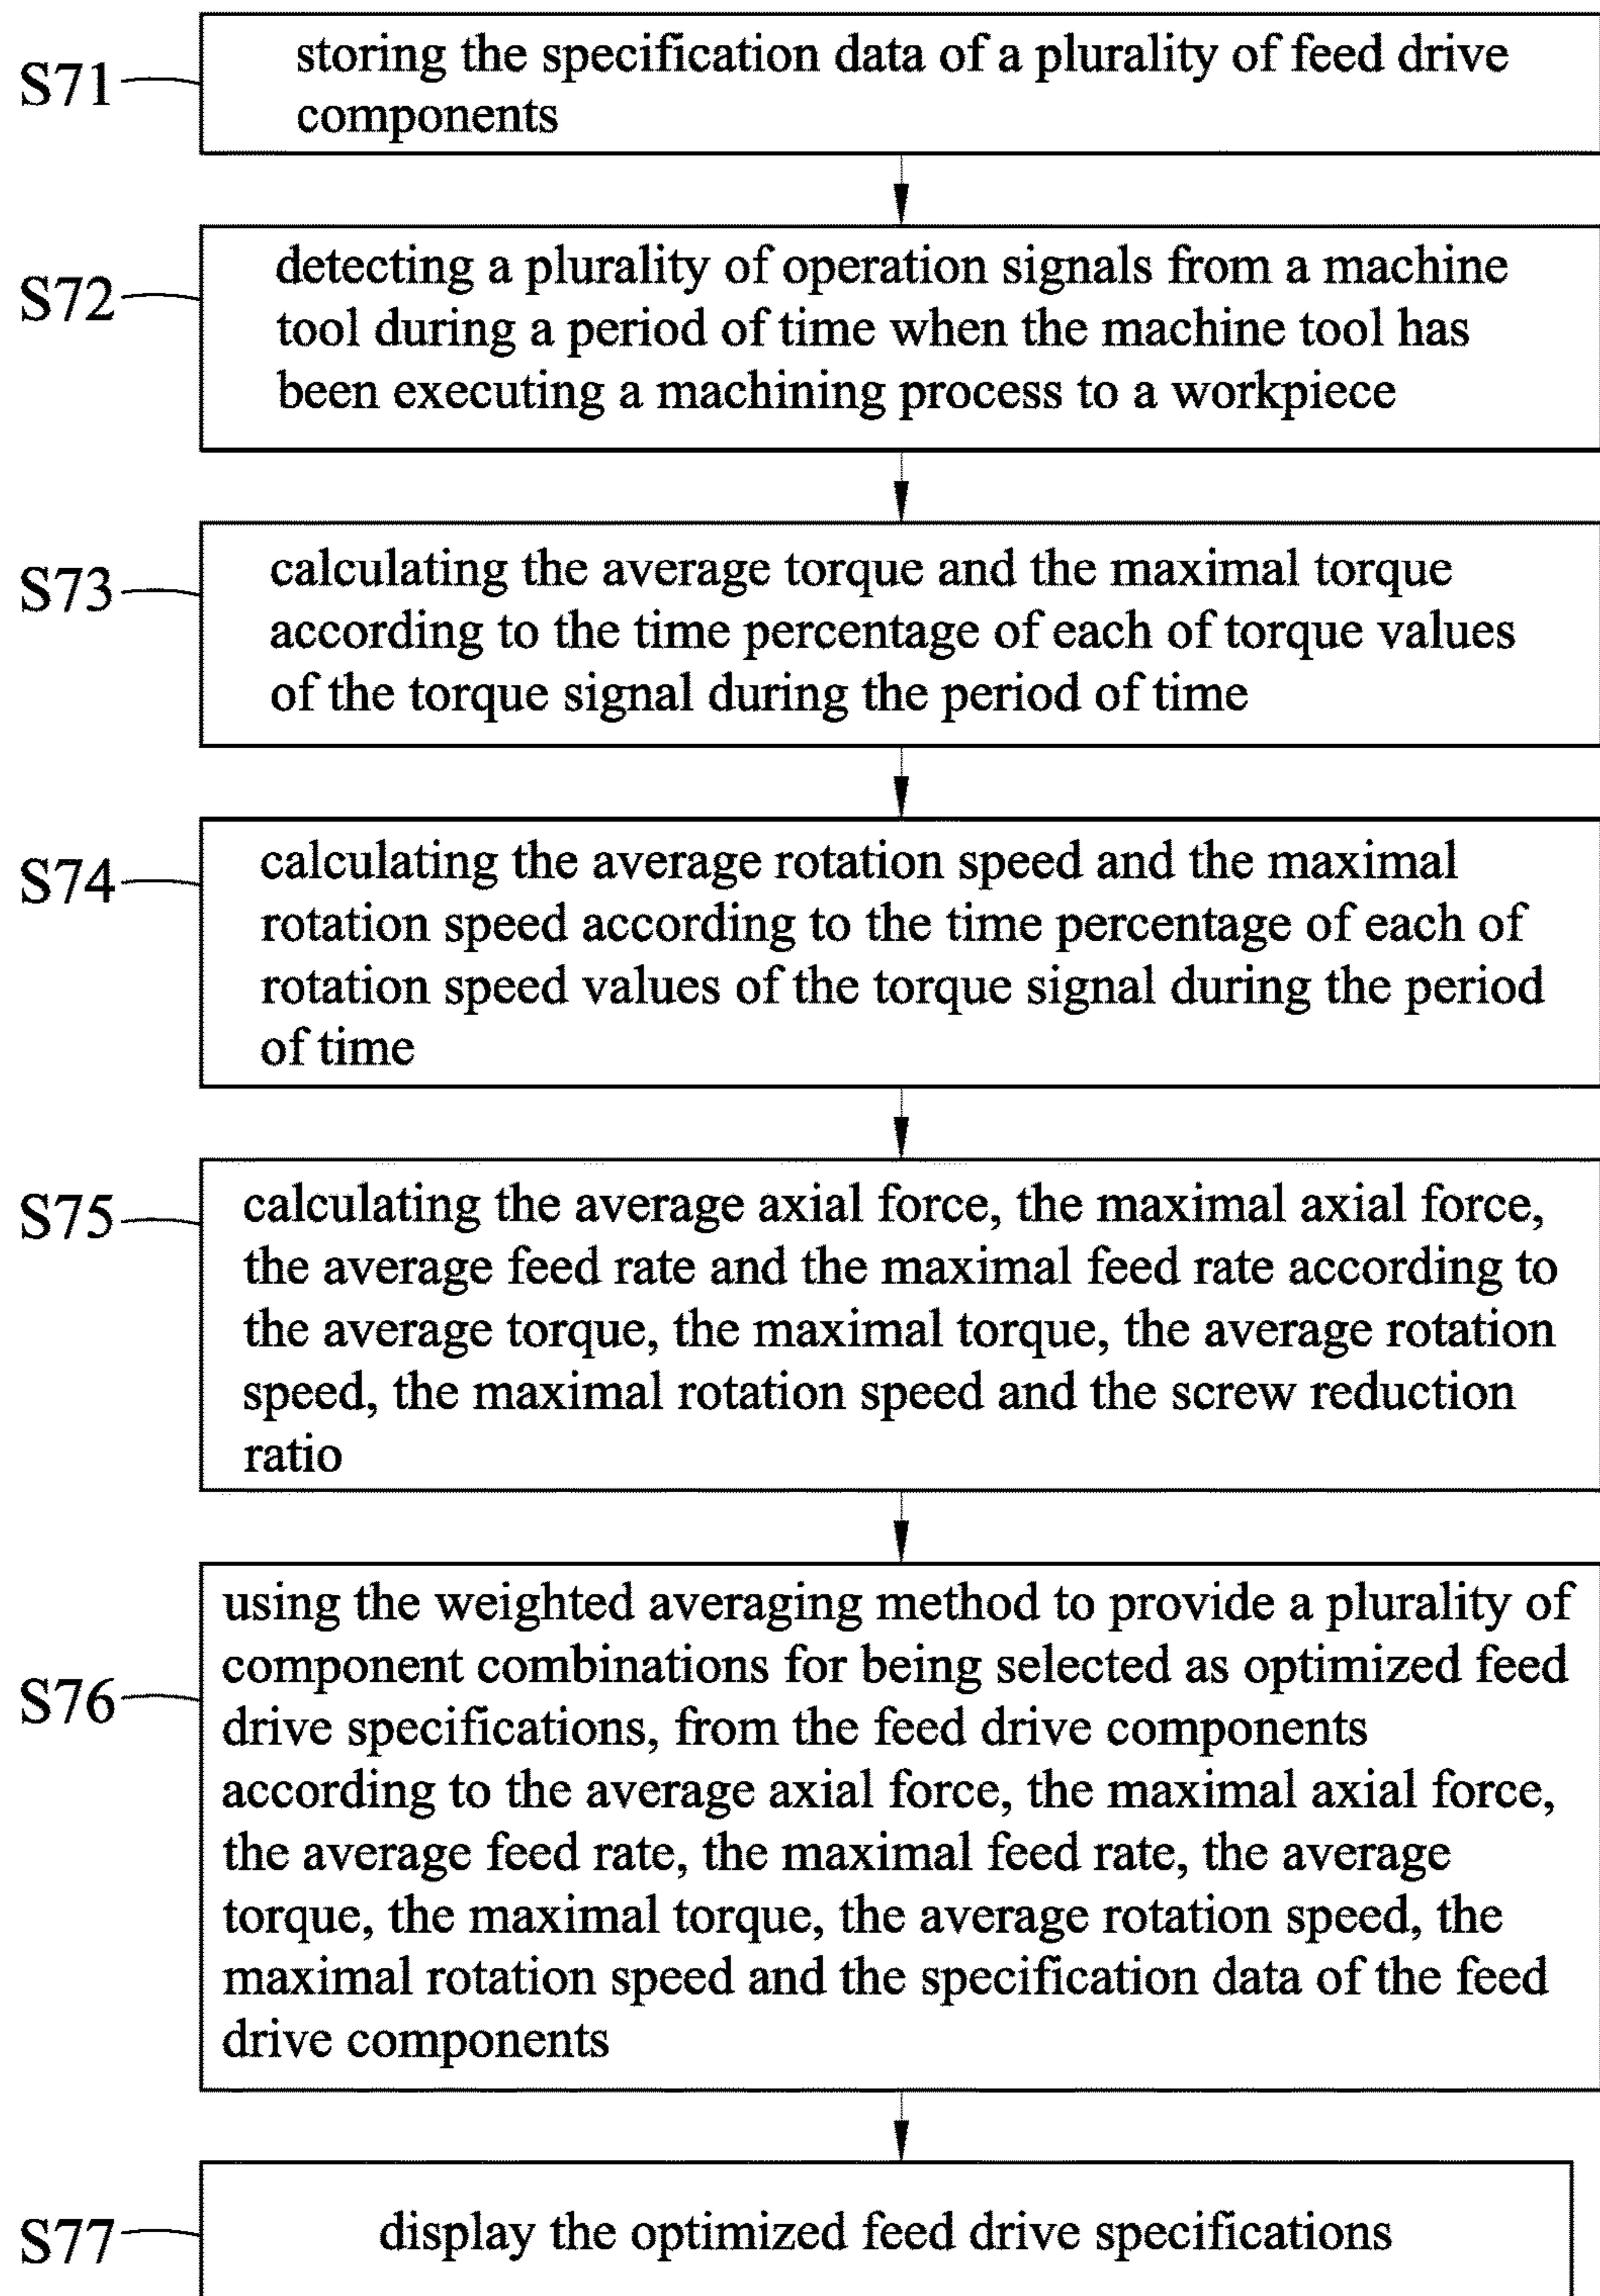 S71
storing the specification data of a plurality of feed drive
components
S72
detecting a plurality of operation signals from a machine
tool during a period of time when the machine tool has
been executing a machining process to a workpiece
S73
calculating the average torque and the maximal torque
according to the time percentage of each of torque values
of the torque signal during the period of time
S74
calculating the average rotation speed and the maximal
rotation speed according to the time percentage of each of
rotation speed values of the torque signal during the period
of time
S75
calculating the average axial force, the maximal axial force,
the average feed rate and the maximal feed rate according to
the average torque, the maximal torque, the average rotation
speed, the maximal rotation speed and the screw reduction
ratio
S76
using the weighted averaging method to provide a plurality of
component combinations for being selected as optimized feed
drive specifications, from the feed drive components
according to the average axial force, the maximal axial force,
the average feed rate, the maximal feed rate, the average
torque, the maximal torque, the average rotation speed, the
maximal rotation speed and the specification data of the feed
drive components
S77
display the optimized feed drive specifications